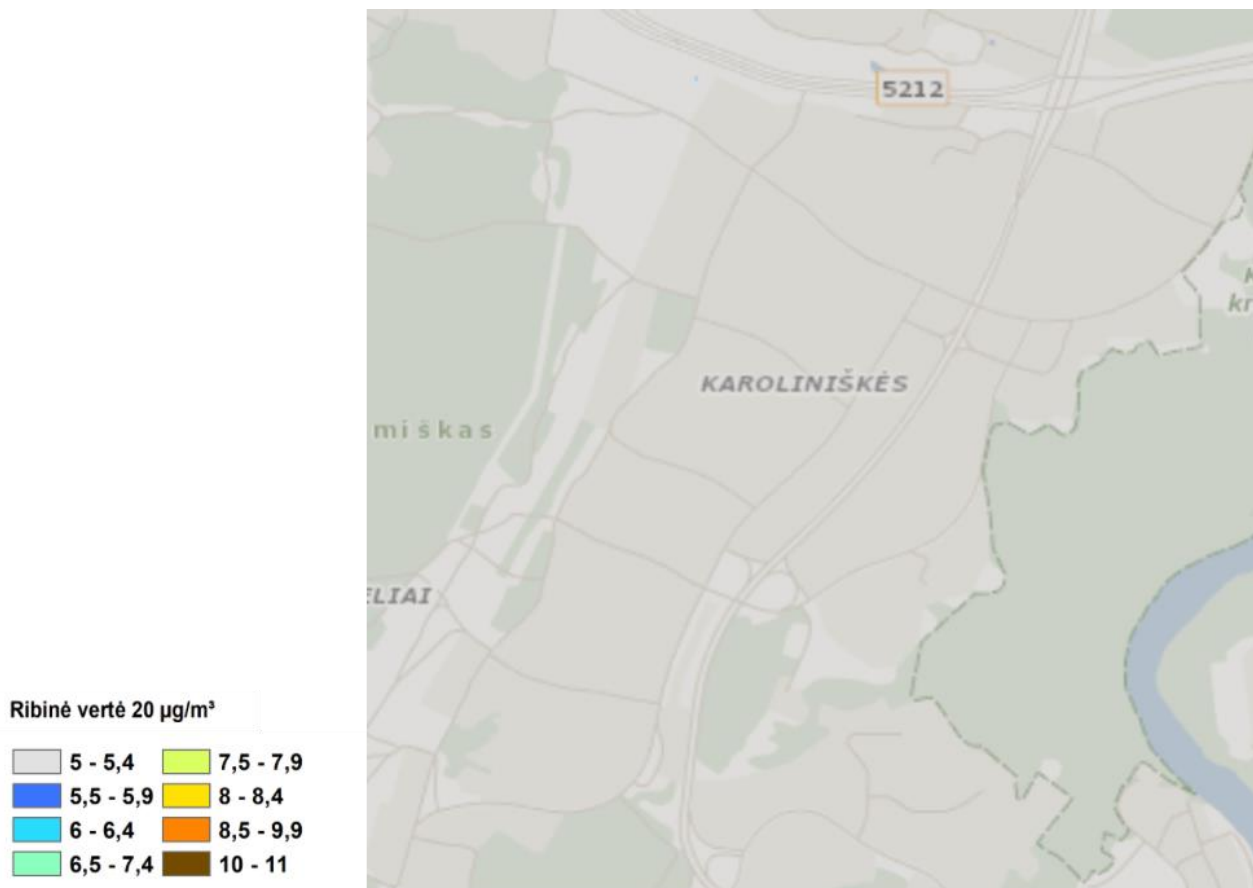 5212
K
kr
KAROLINIŠKĖS
miškas
ELIAI
Ribinė vertė 20 µg/m³
5 - 5,4
7,5 - 7,9
5,5 - 5,9
8 - 8,4
6 - 6,4
8,5 - 9,9
6,5 - 7,4
10 - 11